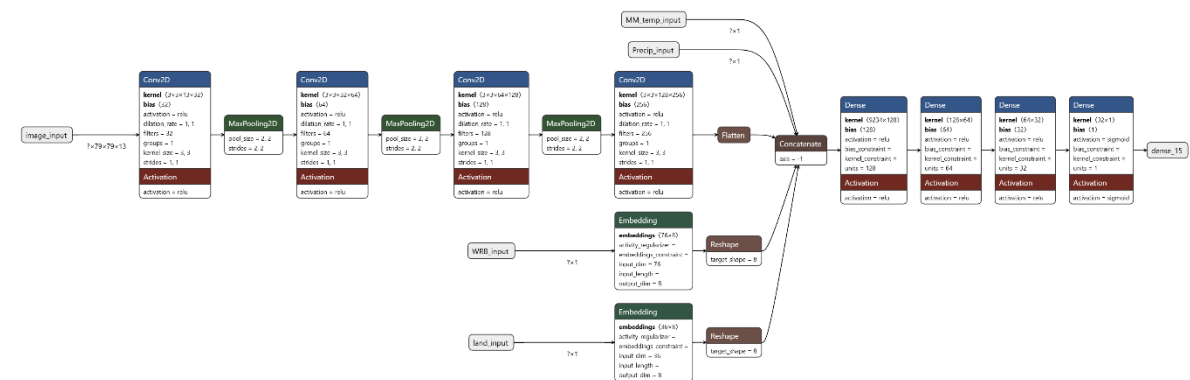 MM_temp_input
?×1
Precip_input
?×1
image_input
?×79×79×13
Conv2D
kernel ⟨3×3×13×32⟩
bias ⟨32⟩
activation = relu
dilation_rate = 1, 1
filters = 32
groups = 1
kernel_size = 3, 3
strides = 1, 1
Activation
activation = relu
MaxPooling2D
pool_size = 2, 2
strides = 2, 2
Conv2D
kernel ⟨3×3×32×64⟩
bias ⟨64⟩
activation = relu
dilation_rate = 1, 1
filters = 64
groups = 1
kernel_size = 3, 3
strides = 1, 1
Activation
activation = relu
MaxPooling2D
pool_size = 2, 2
strides = 2, 2
Conv2D
kernel ⟨3×3×64×128⟩
bias ⟨128⟩
activation = relu
dilation_rate = 1, 1
filters = 128
groups = 1
kernel_size = 3, 3
strides = 1, 1
Activation
activation = relu
MaxPooling2D
pool_size = 2, 2
strides = 2, 2
Conv2D
kernel ⟨3×3×128×256⟩
bias ⟨256⟩
activation = relu
dilation_rate = 1, 1
filters = 256
groups = 1
kernel_size = 3, 3
strides = 1, 1
Activation
activation = relu
Flatten
Concatenate
axis = -1
Dense
kernel ⟨9234×128⟩
bias ⟨128⟩
activation = relu
bias_constraint =
kernel_constraint =
units = 128
Activation
activation = relu
Dense
kernel ⟨128×64⟩
bias ⟨64⟩
activation = relu
bias_constraint =
kernel_constraint =
units = 64
Activation
activation = relu
Dense
kernel ⟨64×32⟩
bias ⟨32⟩
activation = relu
bias_constraint =
kernel_constraint =
units = 32
Activation
activation = relu
Dense
kernel ⟨32×1⟩
bias ⟨1⟩
activation = sigmoid
bias_constraint =
kernel_constraint =
units = 1
Activation
activation = sigmoid
dense_15
WRB_input
?×1
Embedding
embeddings ⟨76×8⟩
activity_regularizer =
embeddings_constraint =
input_dim = 76
input_length =
output_dim = 8
Reshape
target_shape = 8
land_input
?×1
Embedding
embeddings ⟨36×8⟩
activity_regularizer =
embeddings_constraint =
input_dim = 36
input_length =
output_dim = 8
Reshape
target_shape = 8